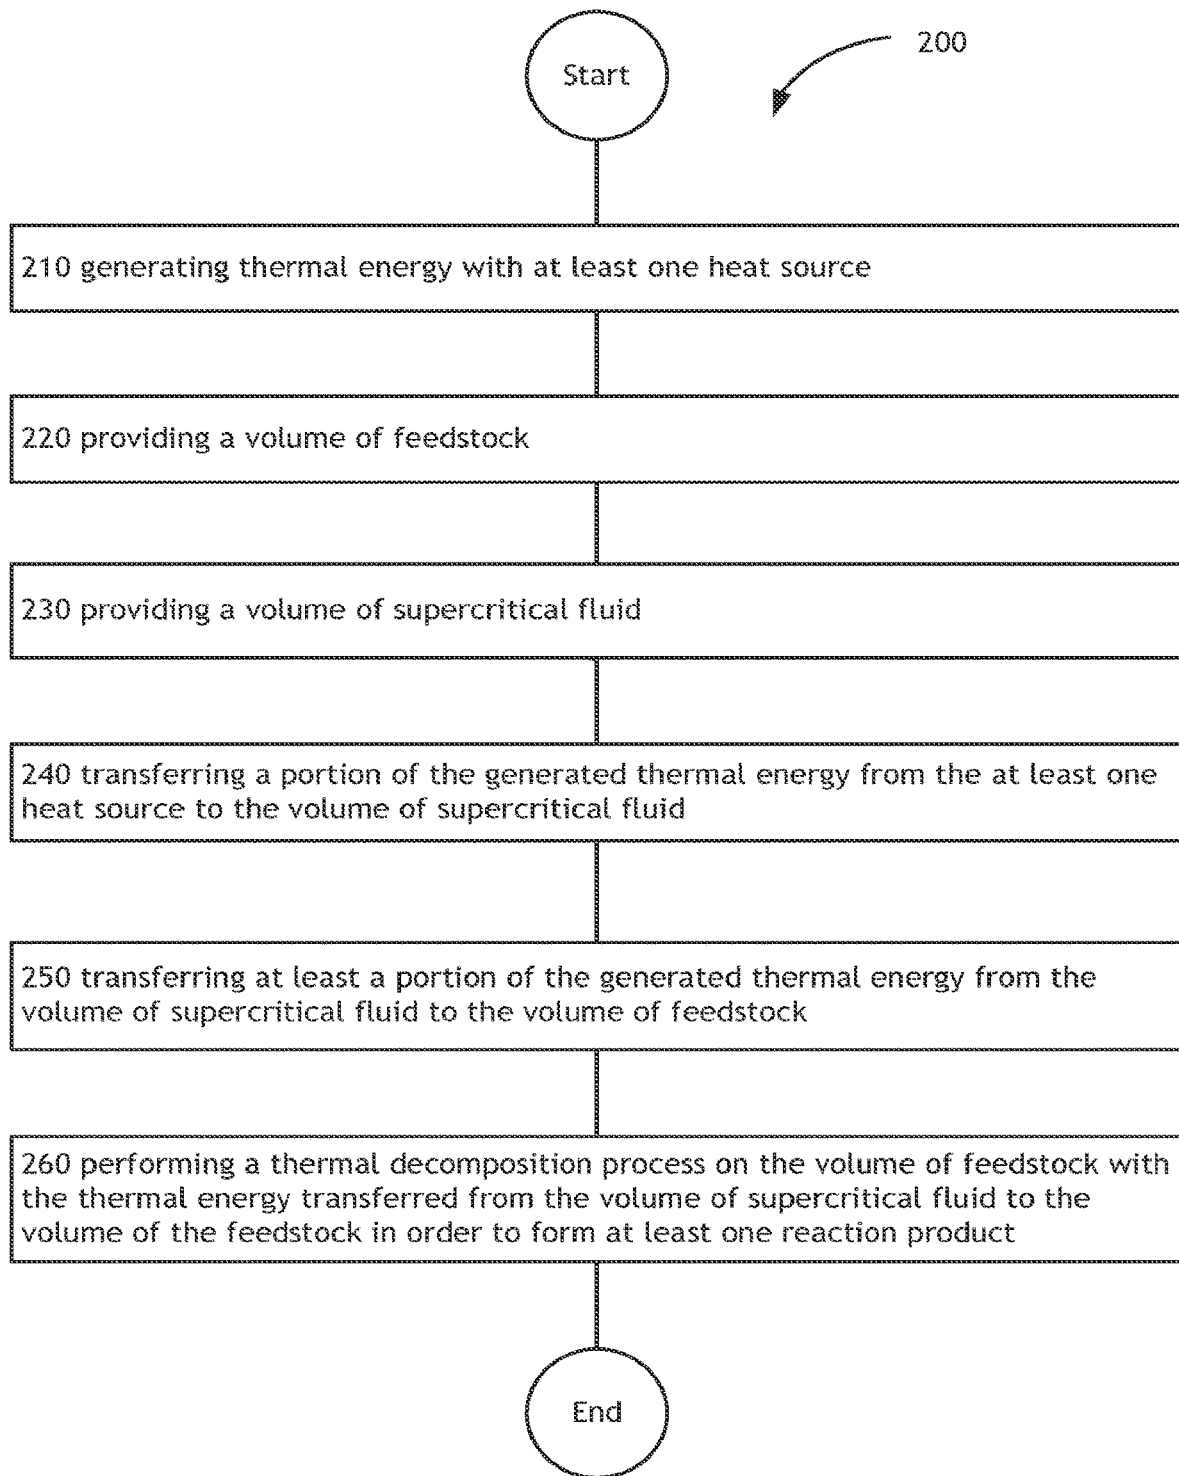 Start
200
210 generating thermal energy with at least one heat source
220 providing a volume of feedstock
230 providing a volume of supercritical fluid
240 transferring a portion of the generated thermal energy from the at least one
heat source to the volume of supercritical fluid
250 transferring at least a portion of the generated thermal energy from the
volume of supercritical fluid to the volume of feedstock
260 performing a thermal decomposition process on the volume of feedstock with
the thermal energy transferred from the volume of supercritical fluid to the
volume of the feedstock in order to form at least one reaction product
End